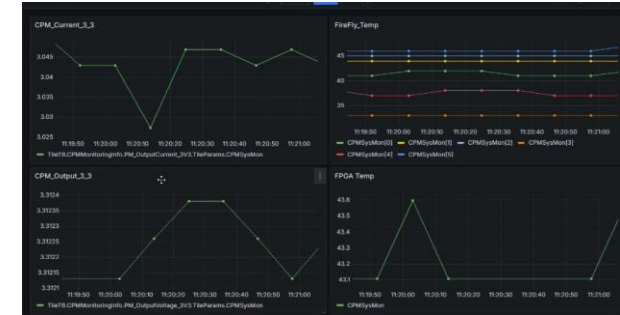 CPM_Current_3_3
3.045
3.04
3.035
3.03
3.025
11:19:50 11:20:00 11:20:10 11:20:20 11:20:30 11:20:40 11:20:50 11:21:00
TileTB.CPMMonitoringInfo.PM_OutputCurrent_3V3.TileParams.CPMSysMon
FireFly_Temp
45
40
35
11:19:50 11:20:00 11:20:10 11:20:20 11:20:30 11:20:40 11:20:50 11:21:00
CPMSysMon[0] CPMSysMon[1] CPMSysMon[2] CPMSysMon[3]
CPMSysMon[4] CPMSysMon[5]
CPM_Output_3_3
3.3124
3.31235
3.3123
3.31225
3.3122
3.31215
3.3121
11:19:50 11:20:00 11:20:10 11:20:20 11:20:30 11:20:40 11:20:50 11:21:00
TileTB.CPMMonitoringInfo.PM_OutputVoltage_3V3.TileParams.CPMSysMon
FPGA Temp
43.6
43.5
43.4
43.3
43.2
43.1
11:19:50 11:20:00 11:20:10 11:20:20 11:20:30 11:20:40 11:20:50 11:21:00
CPMSysMon